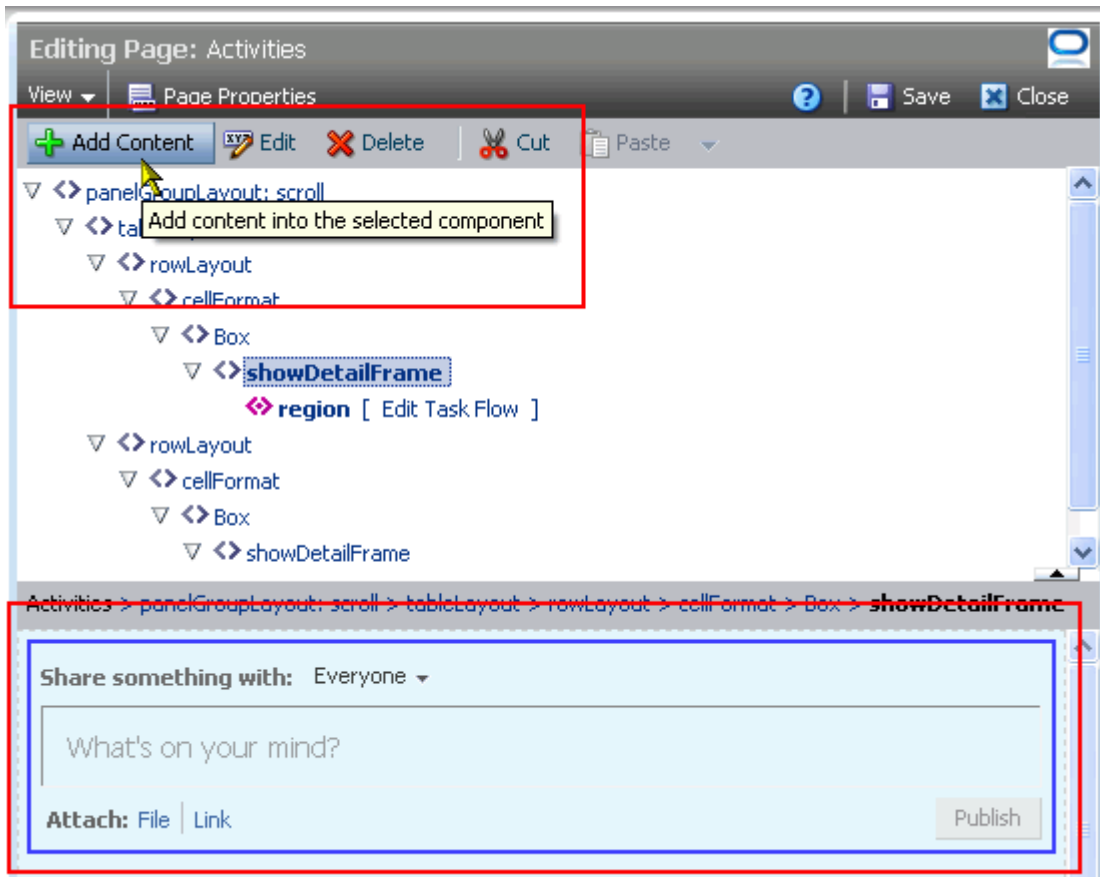 Editing Page: Activities
View Page Properties Save Close
Add Content Edit Delete Cut Paste
panelGroupLayout: scroll
Add content into the selected component
rowLayout
cellFormat
Box
showDetailFrame
region [ Edit Task Flow ]
rowLayout
cellFormat
Box
showDetailFrame
Activities > panelGroupLayout: scroll > tableLayout > rowLayout > cellFormat > Box > showDetailFrame
Share something with: Everyone
What's on your mind?
Attach: File | Link Publish